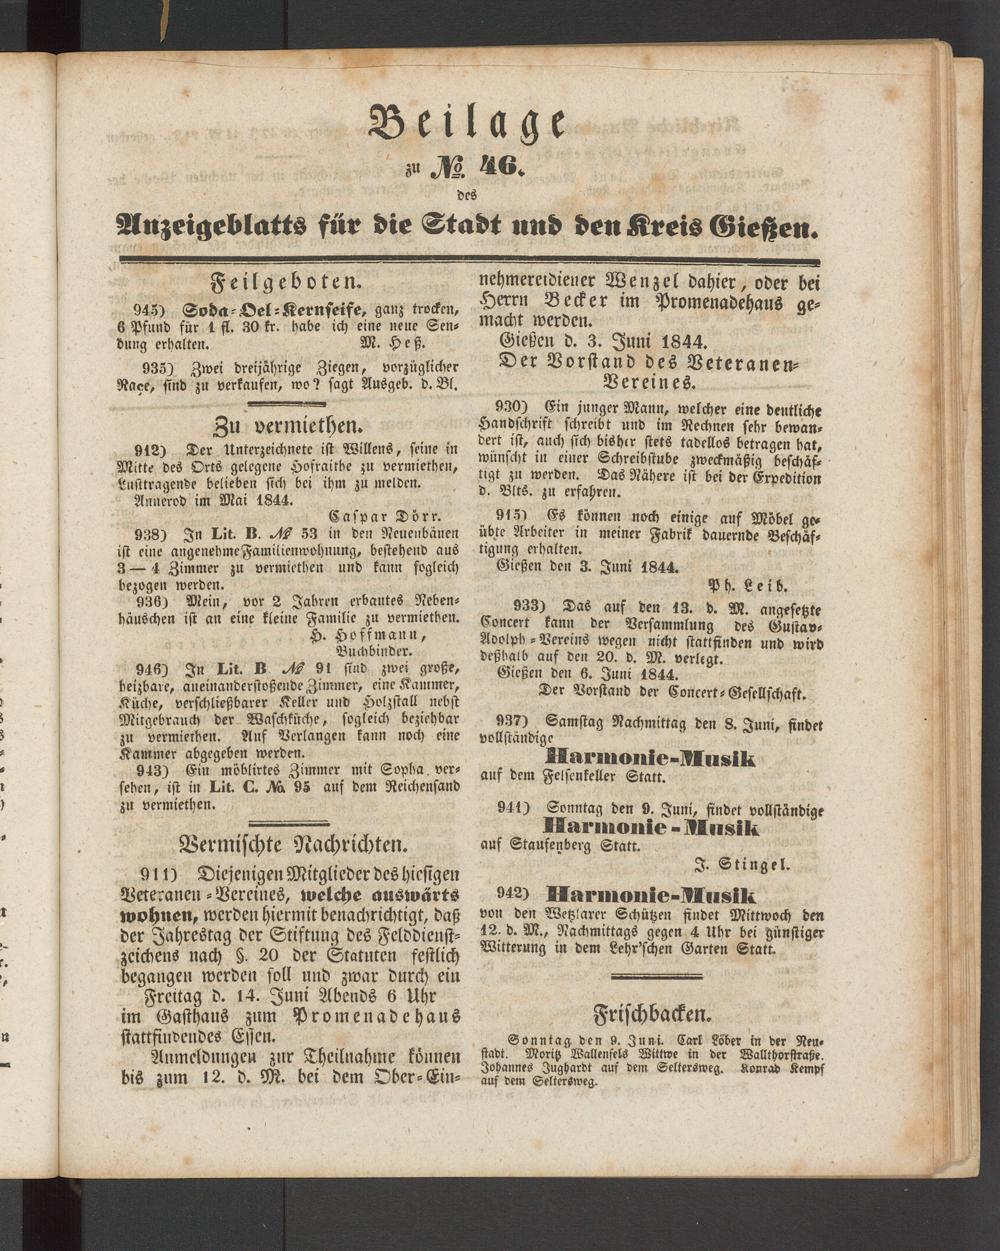 Beilage
zu No. 46.
des
Anzeigeblatts für die Stadt und den Kreis Gießen.
Feilgeboten.
945) Soda-Oel-Kernseife, ganz trocken,
6 Pfund für 1 fl. 30 kr. habe ich eine neue Sen-
dung erhalten. M. Heß.
935) Zwei dreijährige Ziegen, vorzüglicher
Race, sind zu verkaufen, wo? sagt Ausgeb. d. Bl.
Zu vermiethen.
912) Der Unterzeichnete ist Willens, seine in
Mitte des Orts gelegene Hofraithe zu vermiethen,
Lusttragende belieben sich bei ihm zu melden.
Annerod im Mai 1844.
Caspar Dörr.
938) In Lit. B. No 53 in den Neuenbäuen
ist eine angenehme Familienwohnung, bestehend aus
3 — 4 Zimmer zu vermiethen und kann sogleich
bezogen werden.
936) Mein, vor 2 Jahren erbautes Neben-
häuschen ist an eine kleine Familie zu vermiethen.
H. Hoffmann,
Buchbinder.
946) In Lit. B No 91 sind zwei große,
heizbare, aneinanderstoßende Zimmer, eine Kammer,
Küche, verschließbarer Keller und Holzstall nebst
Mitgebrauch der Waschküche, sogleich beziehbar
zu vermiethen. Auf Verlangen kann noch eine
Kammer abgegeben werden.
943) Ein möblirtes Zimmer mit Sopha ver-
sehen, ist in Lit. C. No. 95 auf dem Reichensand
zu vermiethen.
Vermischte Nachrichten.
911) Diejenigen Mitglieder des hiesigen
Veteranen-Vereines, welche auswärts
wohnen, werden hiermit benachrichtigt, daß
der Jahrestag der Stiftung des Felddienst-
zeichens nach §. 20 der Statuten festlich
begangen werden soll und zwar durch ein
Freitag d. 14. Juni Abends 6 Uhr
im Gasthaus zum Promenadehaus
stattfindendes Essen.
Anmeldungen zur Theilnahme können
bis zum 12. d. M. bei dem Ober-Ein-
nehmereidiener Wenzel dahier, oder bei
Herrn Becker im Promenadehaus ge-
macht werden.
Gießen d. 3. Juni 1844.
Der Vorstand des Veteranen-
Vereines.
930) Ein junger Mann, welcher eine deutliche
Handschrift schreibt und im Rechnen sehr bewan-
dert ist, auch sich bisher stets tadellos betragen hat,
wünscht in einer Schreibstube zweckmäßig beschäf-
tigt zu werden. Das Nähere ist bei der Expedition
d. Blts. zu erfahren.
915) Es können noch einige auf Möbel ge-
übte Arbeiter in meiner Fabrik dauernde Beschäf-
tigung erhalten.
Gießen den 3. Juni 1844.
Ph. Leib.
933) Das auf den 13. d. M. angesetzte
Concert kann der Versammlung des Gustav-
Adolph-Vereins wegen nicht stattfinden und wird
deßhalb auf den 20. d. M. verlegt.
Gießen den 6. Juni 1844.
Der Vorstand der Concert-Gesellschaft.
937) Samstag Nachmittag den 8. Juni, findet
vollständige
Harmonie-Musik
auf dem Felsenkeller Statt.
941) Sonntag den 9. Juni, findet vollständige
Harmonie-Musik
auf Staufenberg Statt.
J. Stingel.
942) Harmonie-Musik
von den Wetzlarer Schützen findet Mittwoch den
12. d. M., Nachmittags gegen 4 Uhr bei günstiger
Witterung in dem Lehr'schen Garten Statt.
Frischbacken.
Sonntag den 9. Juni. Carl Löber in der Neu-
stadt. Moritz Wallenfels Wittwe in der Wallthorstraße.
Johannes Jughardt auf dem Seltersweg. Konrad Kempf
auf dem Seltersweg.